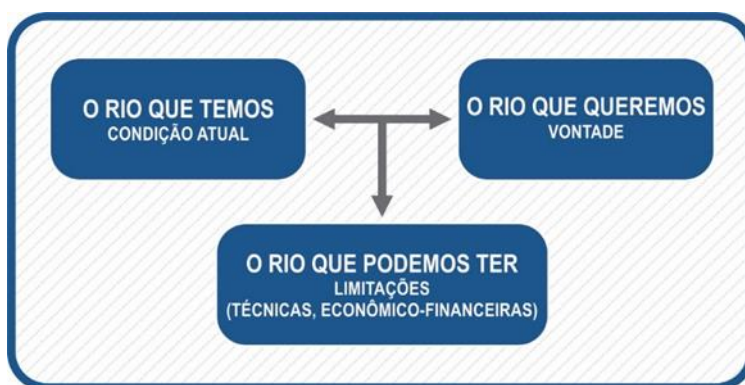 O RIO QUE TEMOS
CONDIÇÃO ATUAL
O RIO QUE QUEREMOS
VONTADE
O RIO QUE PODEMOS TER
LIMITAÇÕES
(TÉCNICAS, ECONÔMICO-FINANCEIRAS)